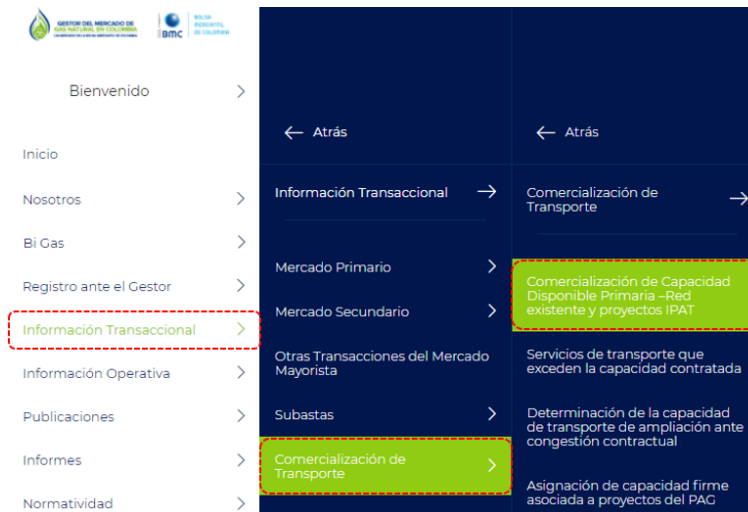 GESTOR DEL MERCADO DE
GAS NATURAL EN COLOMBIA
BMC
BOLSA
MERCANTIL
DE COLOMBIA
Bienvenido
Inicio
Nosotros
Bi Gas
Registro ante el Gestor
Información Transaccional
Información Operativa
Publicaciones
Informes
Normatividad
Atrás
Información Transaccional
Mercado Primario
Mercado Secundario
Otras Transacciones del Mercado
Mayorista
Subastas
Comercialización de
Transporte
Atrás
Comercialización de
Transporte
Comercialización de Capacidad
Disponible Primaria –Red
existente y proyectos IPAT
Servicios de transporte que
exceden la capacidad contratada
Determinación de la capacidad
de transporte de ampliación ante
congestión contractual
Asignación de capacidad firme
asociada a proyectos del PAG